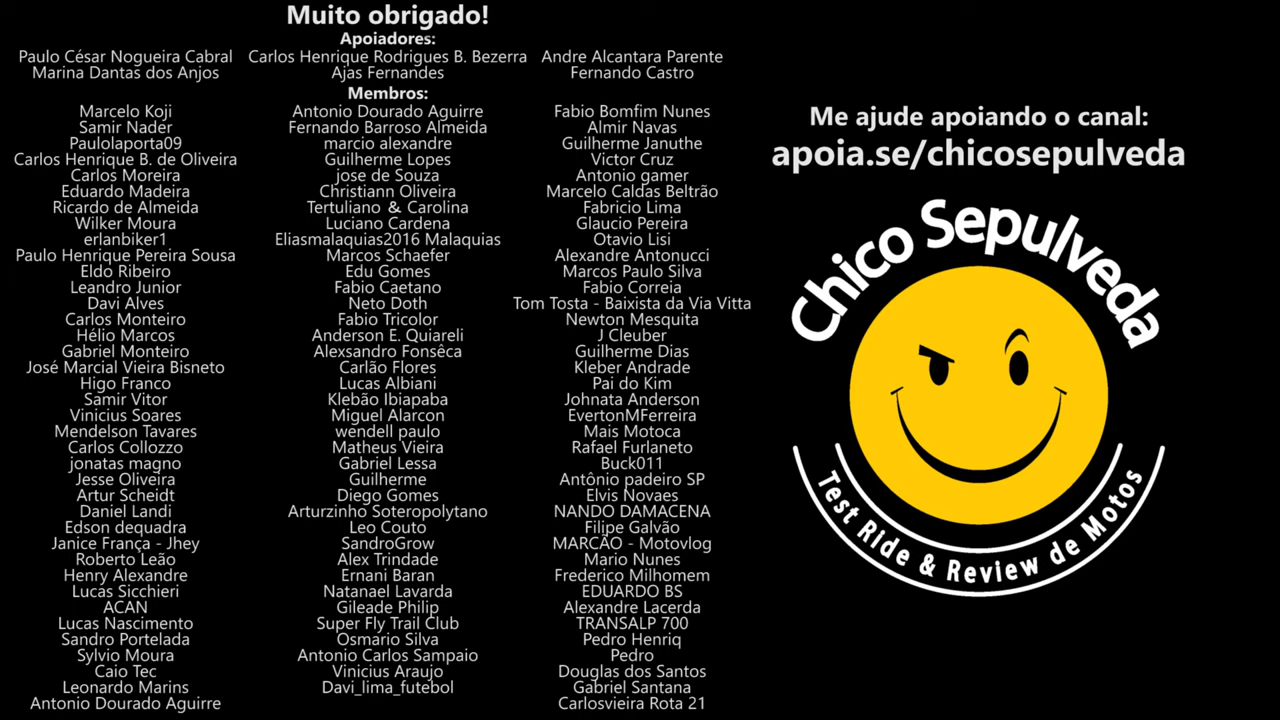 Muito obrigado!
Apoiadores:
Paulo César Nogueira Cabral
Carlos Henrique Rodrigues B. Bezerra
Andre Alcantara Parente
Marina Dantas dos Anjos
Ajas Fernandes
Fernando Castro
Membros:
Marcelo Koji
Samir Nader
Paulolaporta09
Carlos Henrique B. de Oliveira
Carlos Moreira
Eduardo Madeira
Ricardo de Almeida
Wilker Moura
erlanbiker1
Paulo Henrique Pereira Sousa
Eldo Ribeiro
Leandro Junior
Davi Alves
Carlos Monteiro
Hélio Marcos
Gabriel Monteiro
José Marcial Vieira Bisneto
Higo Franco
Samir Vitor
Vinicius Soares
Mendelson Tavares
Carlos Collozzo
jonatas magno
Jesse Oliveira
Artur Scheidt
Daniel Landi
Edson dequadra
Janice França - Jhey
Roberto Leão
Henry Alexandre
Lucas Sicchieri
ACAN
Lucas Nascimento
Sandro Portelada
Sylvio Moura
Caio Tec
Leonardo Marins
Antonio Dourado Aguirre
Antonio Dourado Aguirre
Fernando Barroso Almeida
marcio alexandre
Guilherme Lopes
jose de Souza
Christiann Oliveira
Tertuliano & Carolina
Luciano Cardena
Eliasmalaquias2016 Malaquias
Marcos Schaefer
Edu Gomes
Fabio Caetano
Neto Doth
Fabio Tricolor
Anderson E. Quiareli
Alexsandro Fonsêca
Carlão Flores
Lucas Albiani
Klebão Ibiapaba
Miguel Alarcon
wendell paulo
Matheus Vieira
Gabriel Lessa
Guilherme
Diego Gomes
Arturzinho Soteropolytano
Leo Couto
SandroGrow
Alex Trindade
Ernani Baran
Natanael Lavarda
Gileade Philip
Super Fly Trail Club
Osmario Silva
Antonio Carlos Sampaio
Vinicius Araujo
Davi_lima_futebol
Fabio Bomfim Nunes
Almir Navas
Guilherme Januthe
Victor Cruz
Antonio gamer
Marcelo Caldas Beltrão
Fabricio Lima
Glaucio Pereira
Otavio Lisi
Alexandre Antonucci
Marcos Paulo Silva
Fabio Correia
Tom Tosta - Baixista da Via Vitta
Newton Mesquita
J Cleuber
Guilherme Dias
Kleber Andrade
Pai do Kim
Johnata Anderson
EvertonMFerreira
Mais Motoca
Rafael Furlaneto
Buck011
Antônio padeiro SP
Elvis Novaes
NANDO DAMACENA
Filipe Galvão
MARCÃO - Motovlog
Mario Nunes
Frederico Milhomem
EDUARDO BS
Alexandre Lacerda
TRANSALP 700
Pedro Henriq
Pedro
Douglas dos Santos
Gabriel Santana
Carlosvieira Rota 21
Me ajude apoiando o canal:
apoia.se/chicosepulveda
Chico Sepulveda
Test Ride & Review de Motos